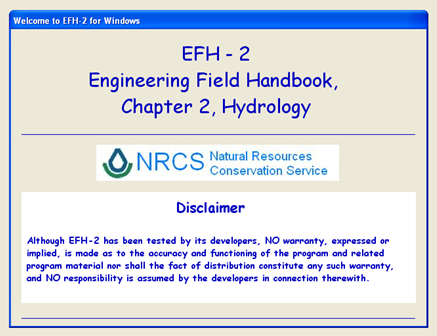 Welcome to EFH-2 for Windows
EFH - 2
Engineering Field Handbook,
Chapter 2, Hydrology
NRCS Natural Resources
Conservation Service
Disclaimer
Although EFH-2 has been tested by its developers, NO warranty, expressed or
implied, is made as to the accuracy and functioning of the program and related
program material nor shall the fact of distribution constitute any such warranty,
and NO responsibility is assumed by the developers in connection therewith.